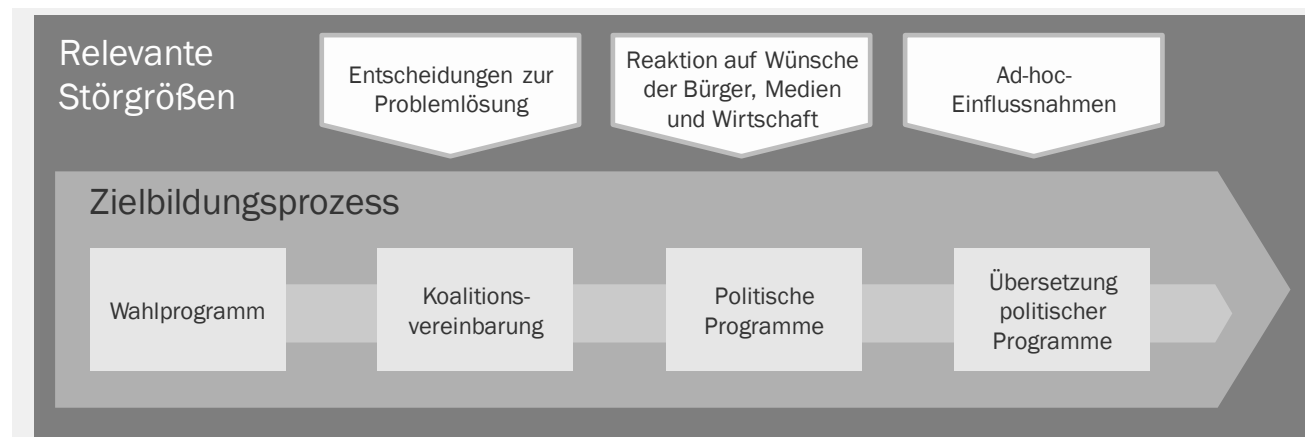 Relevante
Störgrößen
Entscheidungen zur
Problemlösung
Reaktion auf Wünsche
der Bürger, Medien
und Wirtschaft
Ad-hoc-
Einflussnahmen
Zielbildungsprozess
Wahlprogramm
Koalitions-
vereinbarung
Politische
Programme
Übersetzung
politischer
Programme